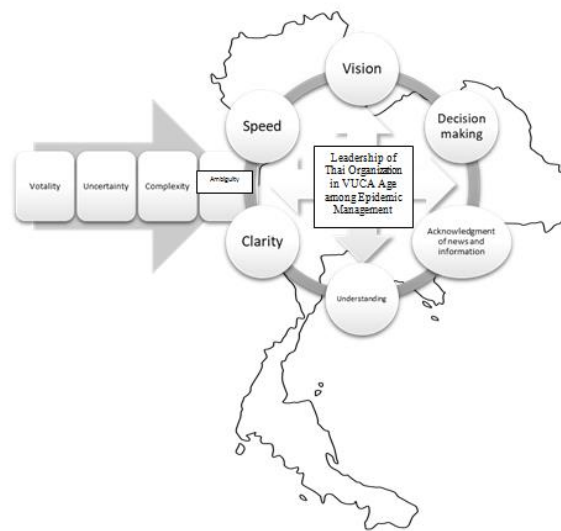 Vision
Speed
Decision
making
Leadership of
Thai Organization
in VUCA Age
among Epidemic
Management
Votality
Uncertainty
Complexity
Ambiguity
Clarity
Acknowledgment
of news and
information
Understanding